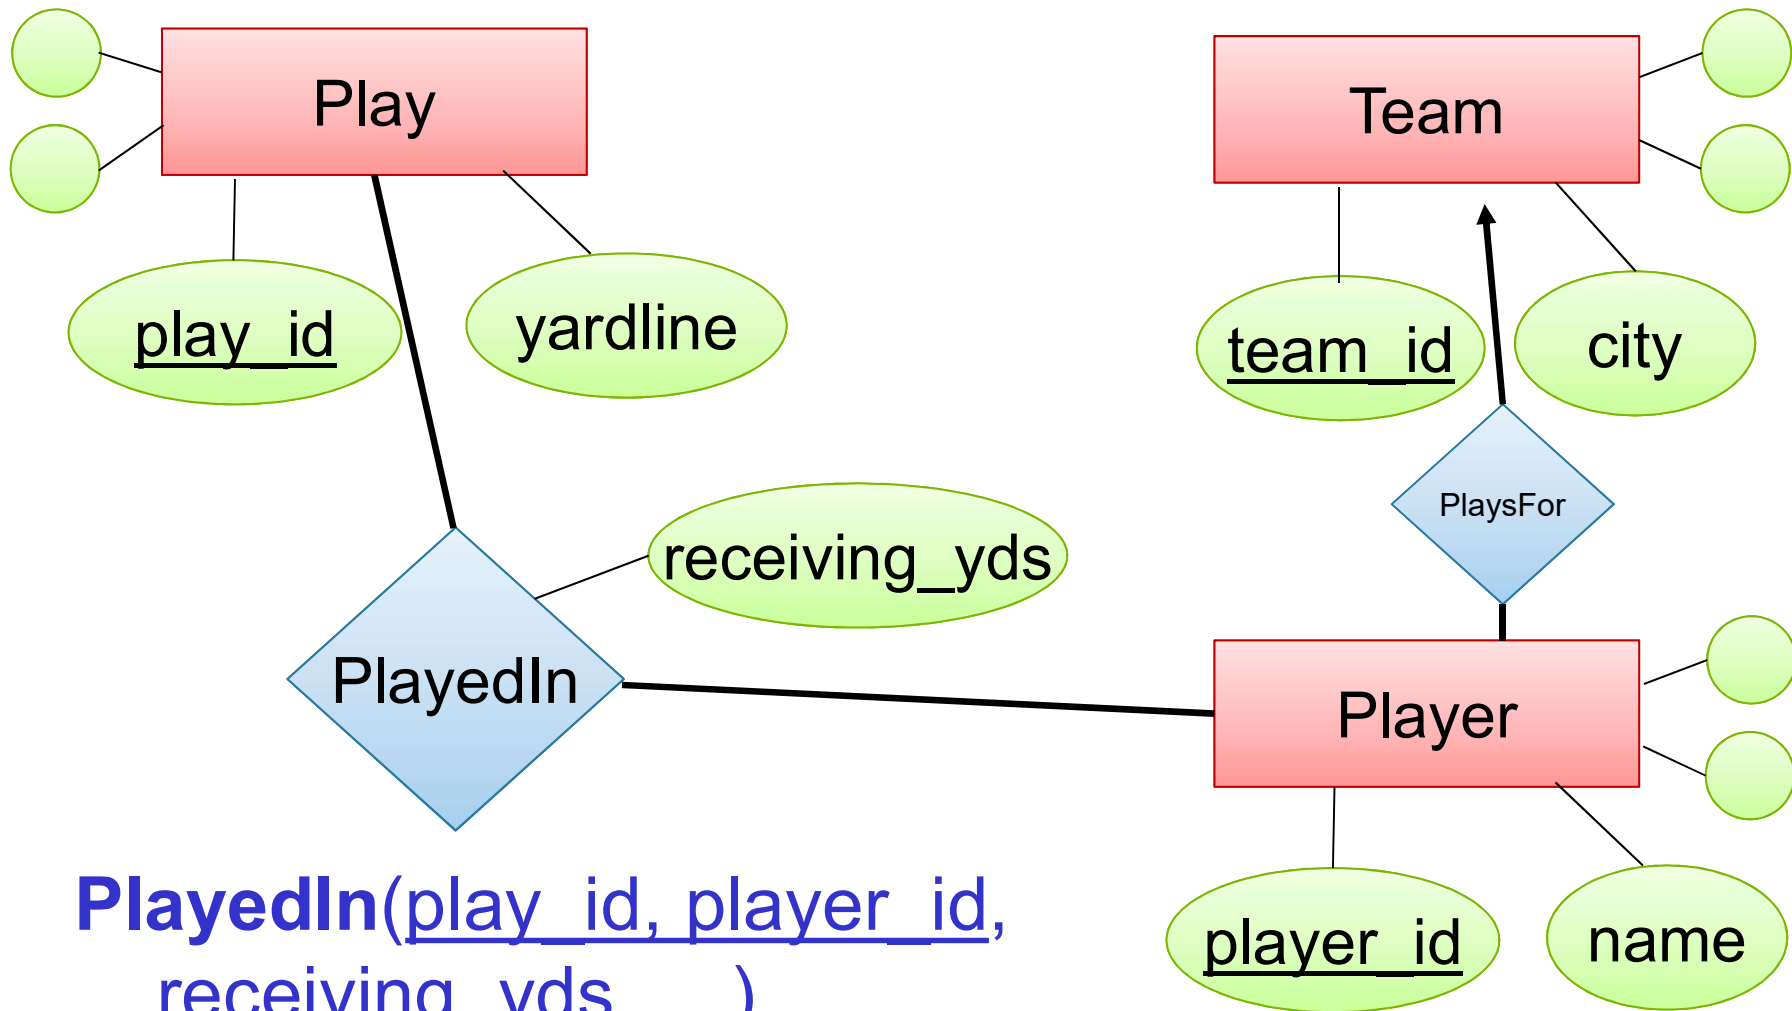 Play
Team
play_id
yardline
team_id
city
PlaysFor
receiving_yds
PlayedIn
Player
PlayedIn(play_id, player_id,
receiving_yds )
player_id
name